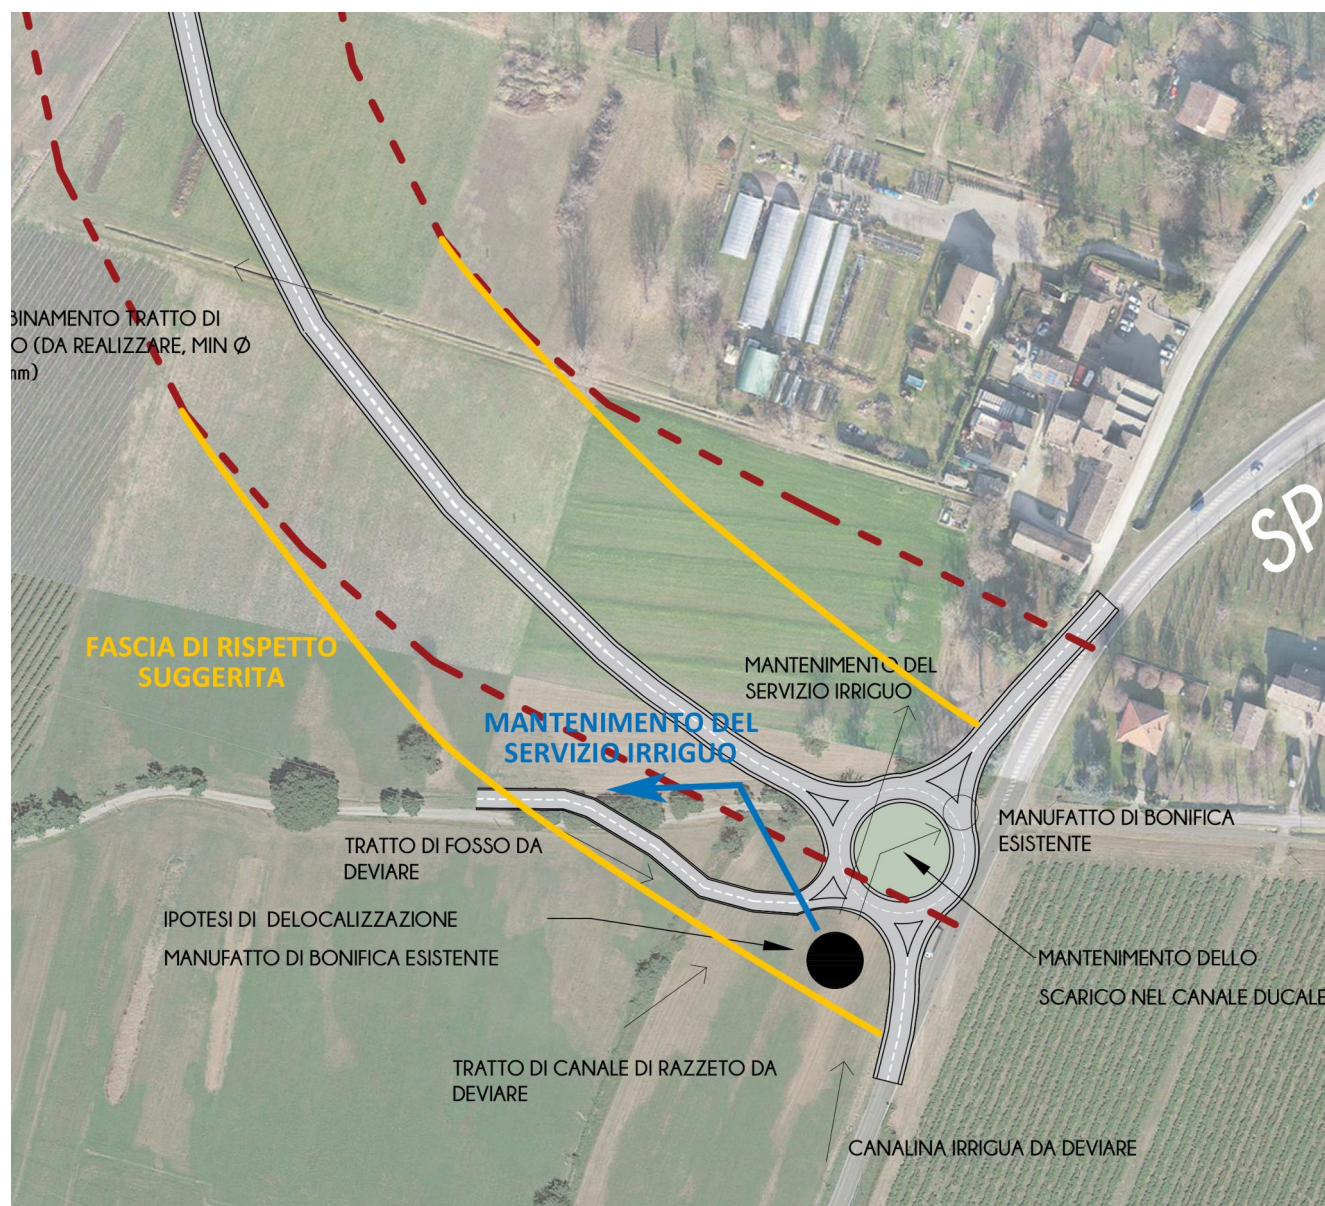 BINAMENTO TRATTO DI
O (DA REALIZZARE, MIN Ø
mm)
SP
FASCIA DI RISPETTO
SUGGERITA
MANTENIMENTO DEL
SERVIZIO IRRIGUO
MANTENIMENTO DEL
SERVIZIO IRRIGUO
MANUFATTO DI BONIFICA
ESISTENTE
TRATTO DI FOSSO DA
DEVIARE
IPOTESI DI DELOCALIZZAZIONE
MANUFATTO DI BONIFICA ESISTENTE
MANTENIMENTO DELLO
SCARICO NEL CANALE DUCALE
TRATTO DI CANALE DI RAZZETO DA
DEVIARE
CANALINA IRRIGUA DA DEVIARE